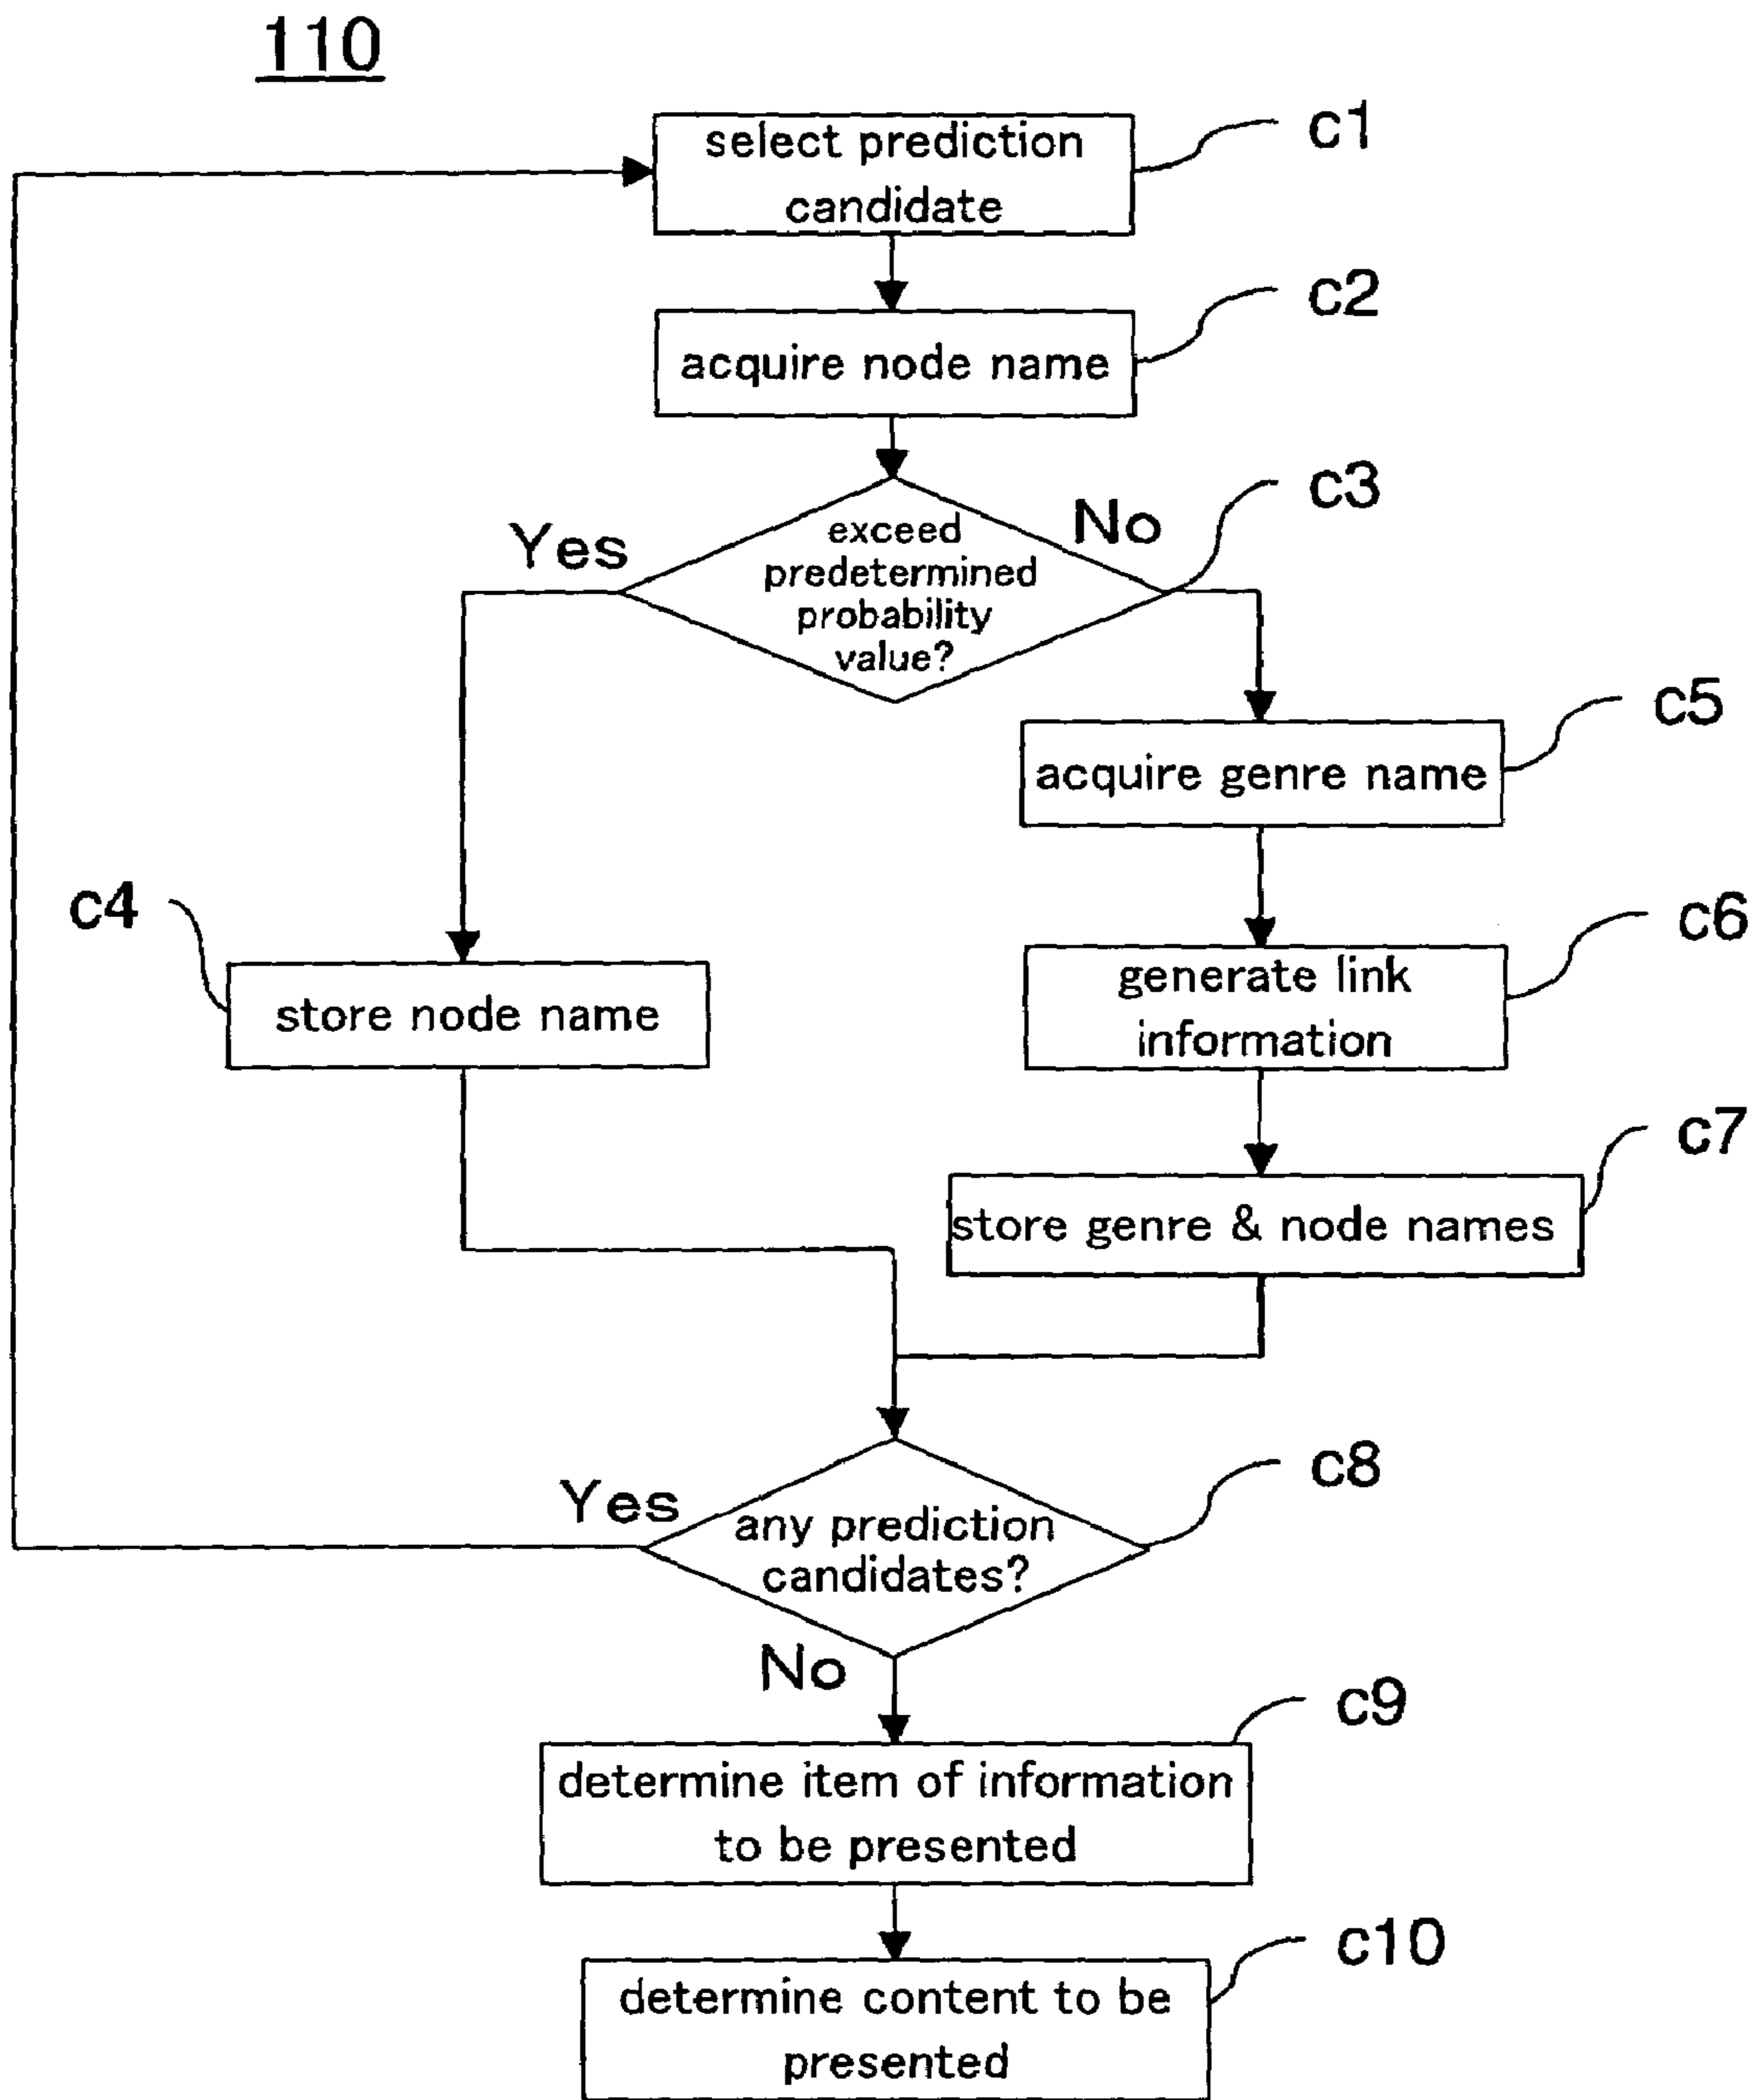 110
select prediction
candidate
c1
acquire node name
c2
exceed
predetermined
probability
value?
Yes
No
c3
acquire genre name
c5
store node name
c4
generate link
information
c6
store genre & node names
c7
any prediction
candidates?
Yes
No
c8
determine item of information
to be presented
c9
determine content to be
presented
c10